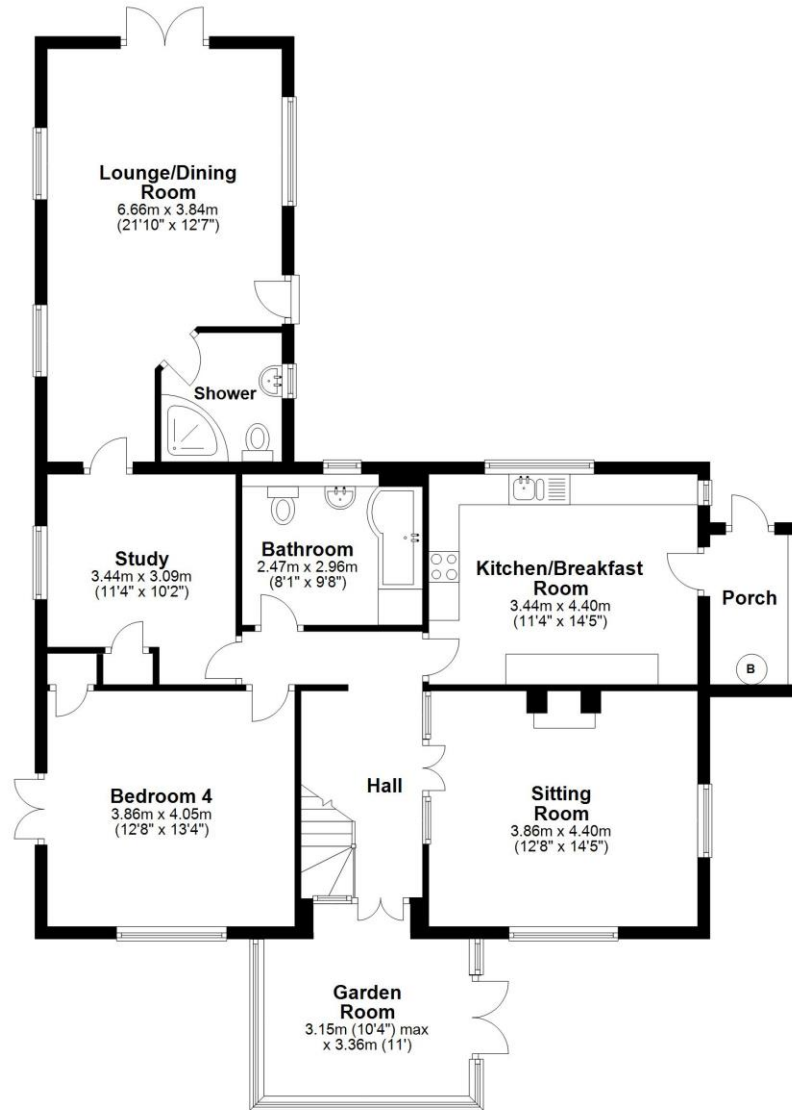 Lounge/Dining
Room
6.66m x 3.84m
(21'10" x 12'7")
Shower
Study
3.44m x 3.09m
(11'4" x 10'2")
Bathroom
2.47m x 2.96m
(8'1" x 9'8")
Kitchen/Breakfast
Room
3.44m x 4.40m
(11'4" x 14'5")
Porch
B
Bedroom 4
3.86m x 4.05m
(12'8" x 13'4")
Hall
Sitting
Room
3.86m x 4.40m
(12'8" x 14'5")
Garden
Room
3.15m (10'4") max
x 3.36m (11')